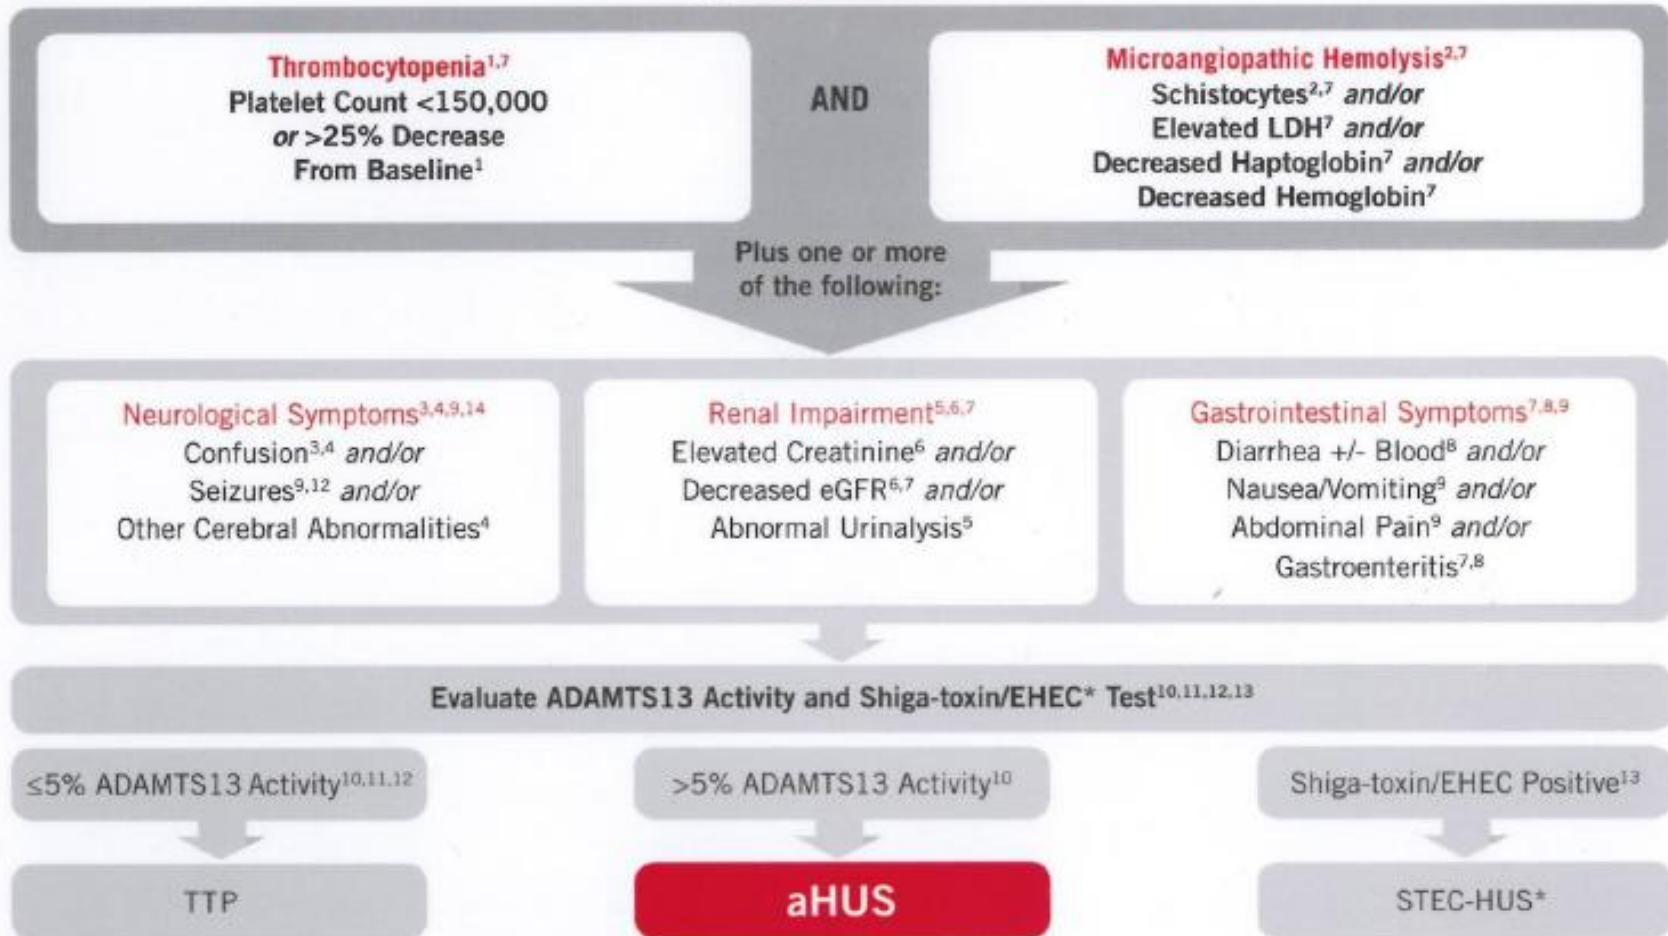 Thrombocytopenia1,7
Platelet Count <150,000
or >25% Decrease
From Baseline1
AND
Microangiopathic Hemolysis2,7
Schistocytes2,7 and/or
Elevated LDH7 and/or
Decreased Haptoglobin7 and/or
Decreased Hemoglobin7
Plus one or more
of the following:
Neurological Symptoms3,4,9,14
Confusion3,4 and/or
Seizures9,12 and/or
Other Cerebral Abnormalities4
Renal Impairment5,6,7
Elevated Creatinine6 and/or
Decreased eGFR6,7 and/or
Abnormal Urinalysis5
Gastrointestinal Symptoms7,8,9
Diarrhea +/- Blood8 and/or
Nausea/Vomiting9 and/or
Abdominal Pain9 and/or
Gastroenteritis7,8
Evaluate ADAMTS13 Activity and Shiga-toxin/EHEC* Test10,11,12,13
≤5% ADAMTS13 Activity10,11,12
>5% ADAMTS13 Activity10
Shiga-toxin/EHEC Positive13
TTP
aHUS
STEC-HUS*